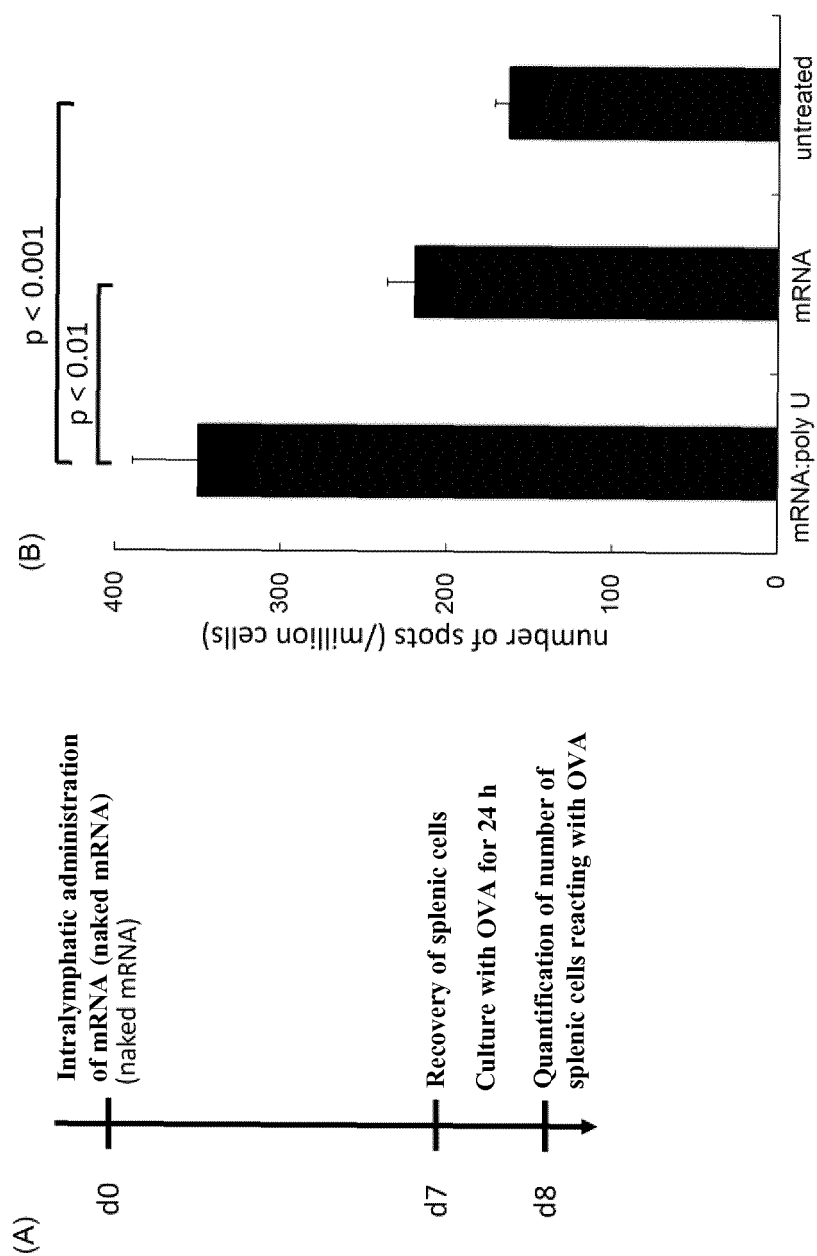 (A)
d0
Intralymphatic administration
of mRNA (naked mRNA)
(naked mRNA)
d7
Recovery of splenic cells
Culture with OVA for 24 h
d8
Quantification of number of
splenic cells reacting with OVA
(B)
p < 0.001
p < 0.01
number of spots (/million cells)
400
300
200
100
0
mRNA:poly U
mRNA
untreated